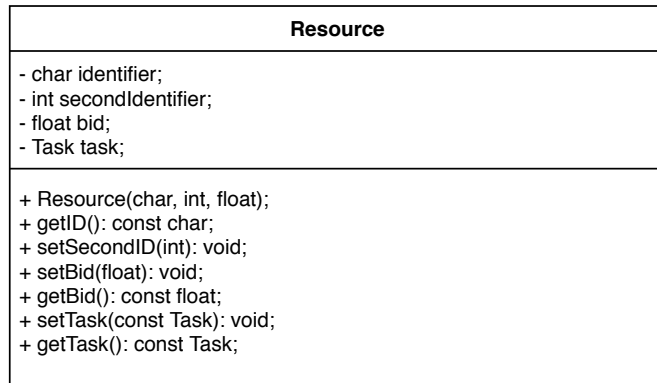 Resource
- char identifier;
- int secondIdentifier;
- float bid;
- Task task;
+ Resource(char, int, float);
+ getID(): const char;
+ setSecondID(int): void;
+ setBid(float): void;
+ getBid(): const float;
+ setTask(const Task): void;
+ getTask(): const Task;